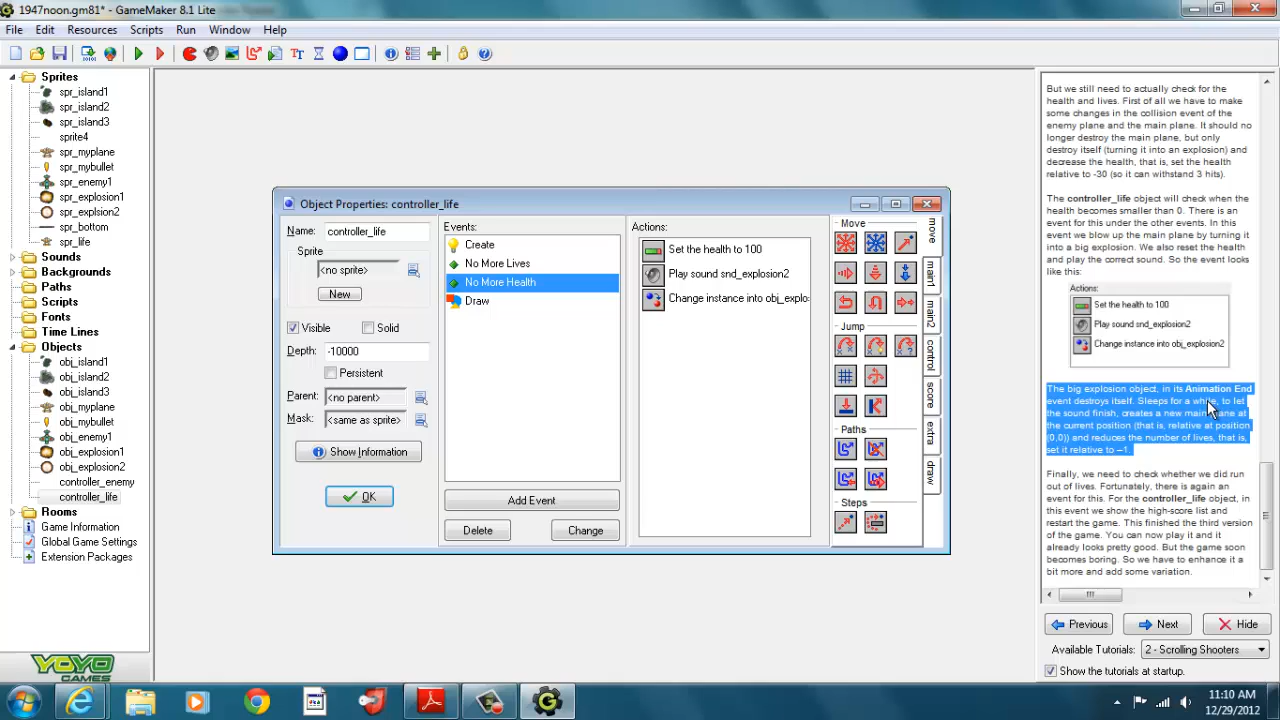 1947noon.gm81* - GameMaker 8.1 Lite
File Edit Resources Scripts Run Window Help
Sprites
spr_island1
spr_island2
spr_island3
sprite4
spr_myplane
spr_mybullet
spr_enemy1
spr_explosion1
spr_explsion2
spr_bottom
spr_life
Sounds
Backgrounds
Paths
Scripts
Fonts
Time Lines
Objects
obj_island1
obj_island2
obj_island3
obj_myplane
obj_mybullet
obj_enemy1
obj_explosion1
obj_explosion2
controller_enemy
controller_life
Rooms
Game Information
Global Game Settings
Extension Packages
YOYO
GAMES
Object Properties: controller_life
Name: controller_life
Sprite
<no sprite>
New
Visible Solid
Depth: -10000
Persistent
Parent: <no parent>
Mask: <same as sprite>
Show Information
OK
Events:
Create
No More Lives
No More Health
Draw
Add Event
Delete Change
Actions:
Set the health to 100
Play sound snd_explosion2
Change instance into obj_explo
Move
Jump
Paths
Steps
move
main1
main2
control
score
extra
draw
But we still need to actually check for the
health and lives. First of all we have to make
some changes in the collision event of the
enemy plane and the main plane. It should no
longer destroy the main plane, but only
destroy itself (turning it into an explosion) and
decrease the health, that is, set the health
relative to -30 (so it can withstand 3 hits).
The controller_life object will check when the
health becomes smaller than 0. There is an
event for this under the other events. In this
event we blow up the main plane by turning it
into a big explosion. We also reset the health
and play the correct sound. So the event looks
like this:
Actions:
Set the health to 100
Play sound snd_explosion2
Change instance into obj_explosion2
The big explosion object, in its Animation End
event destroys itself. Sleeps for a while, to let
the sound finish, creates a new main plane at
the current position (that is, relative at position
(0,0)) and reduces the number of lives, that is,
set it relative to –1.
Finally, we need to check whether we did run
out of lives. Fortunately, there is again an
event for this. For the controller_life object, in
this event we show the high-score list and
restart the game. This finished the third version
of the game. You can now play it and it
already looks pretty good. But the game soon
becomes boring. So we have to enhance it a
bit more and add some variation.
Previous Next Hide
Available Tutorials: 2 - Scrolling Shooters
Show the tutorials at startup.
11:10 AM
12/29/2012